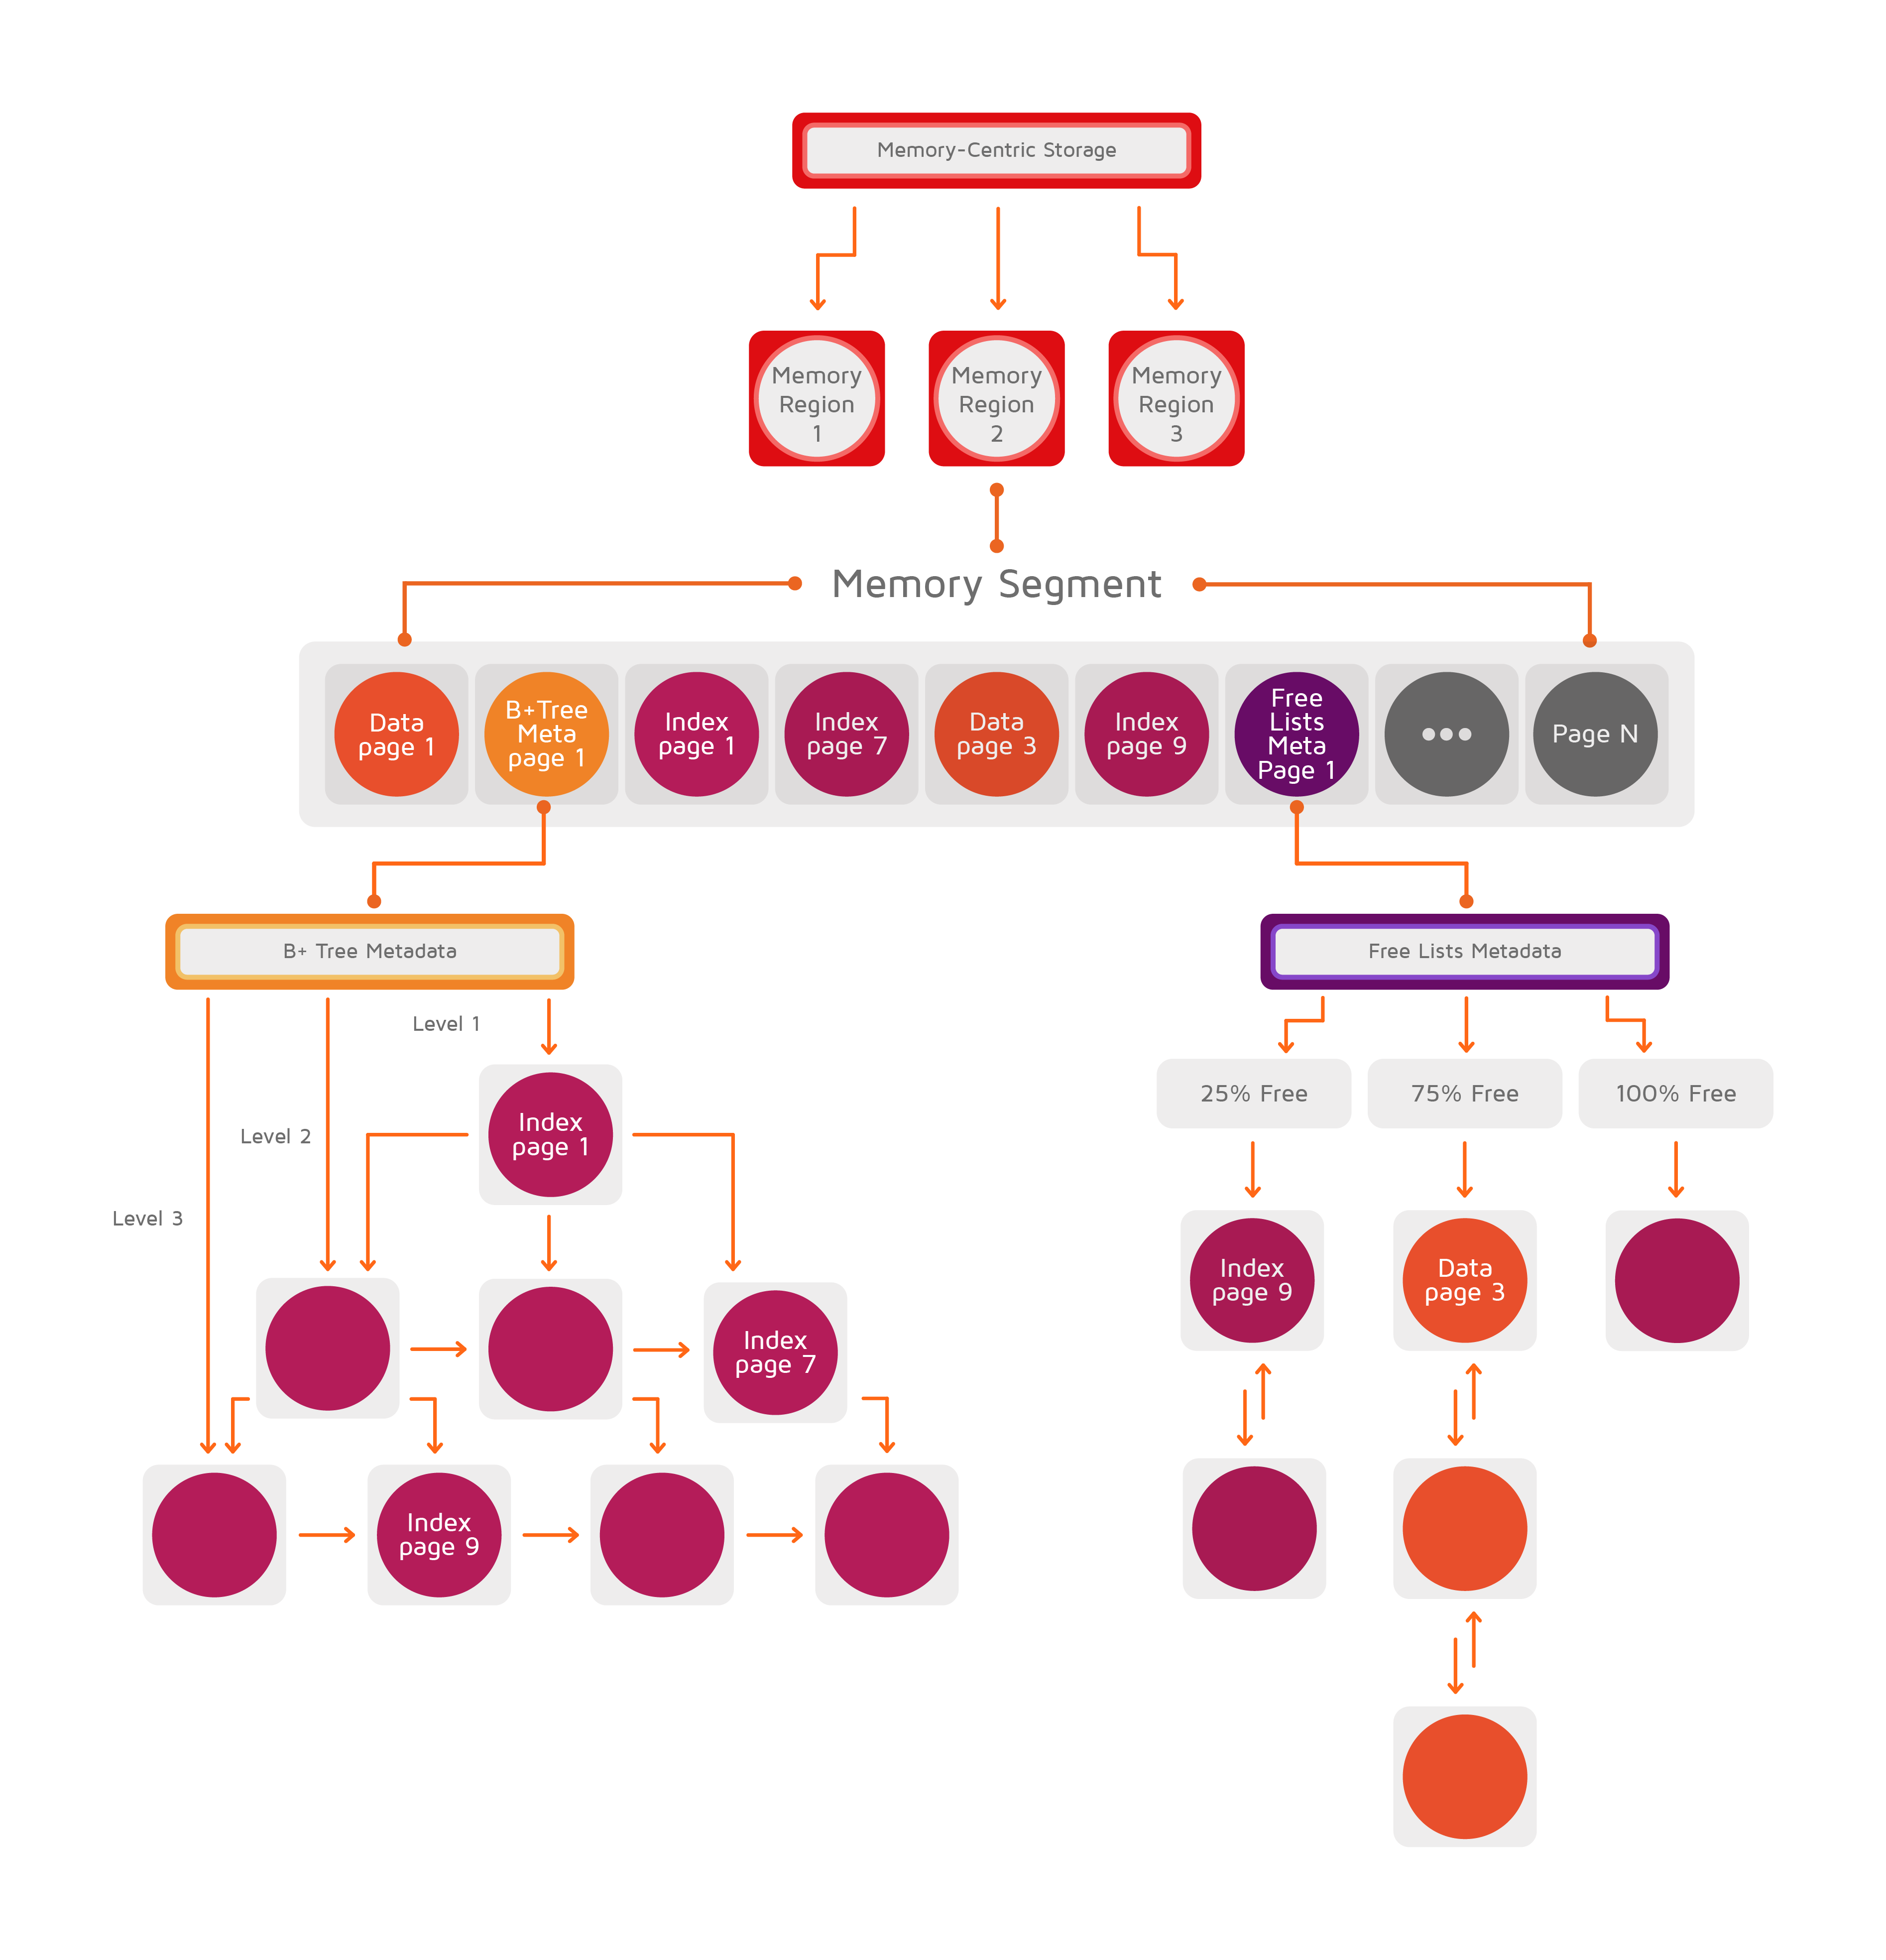 Memory-Centric Storage
Memory
Region
1
Memory
Region
2
Memory
Region
3
Memory Segment
Data
page 1
B+Tree
Meta
page 1
Index
page 1
Index
page 7
Data
page 3
Index
page 9
Free
Lists
Meta
Page 1
Page N
B+ Tree Metadata
Free Lists Metadata
Level 1
Level 2
Level 3
Index
page 1
Index
page 7
Index
page 9
25% Free
75% Free
100% Free
Index
page 9
Data
page 3